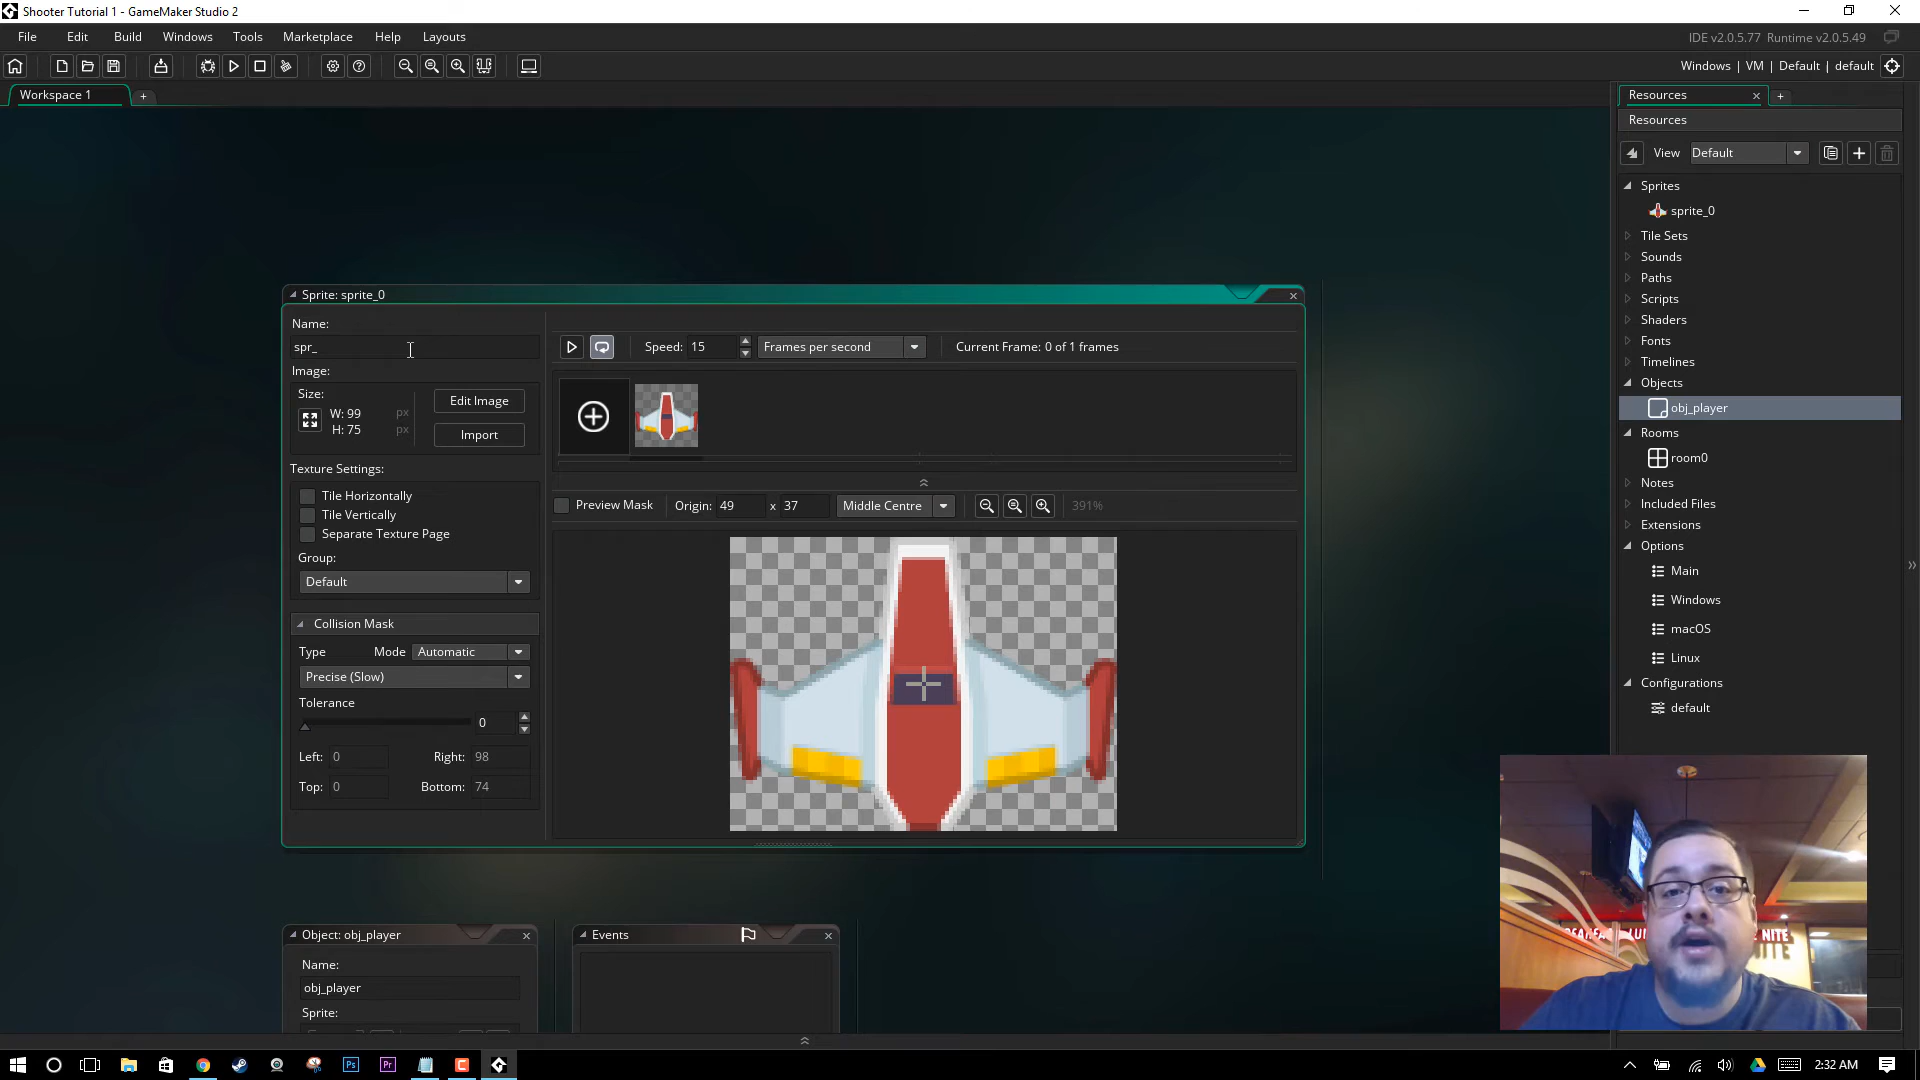 Shooter Tutorial 1 - GameMaker Studio 2
File Edit Build Windows Tools Marketplace Help Layouts
IDE v2.0.5.77 Runtime v2.0.5.49
Windows | VM | Default | default
Workspace 1
Resources
Resources
View Default
Sprites
sprite_0
Tile Sets
Sounds
Paths
Scripts
Shaders
Fonts
Timelines
Objects
obj_player
Rooms
room0
Notes
Included Files
Extensions
Options
Main
Windows
macOS
Linux
Configurations
default
Sprite: sprite_0
Name:
spr_
Image:
Size:
W: 99 px
H: 75 px
Edit Image
Import
Texture Settings:
Tile Horizontally
Tile Vertically
Separate Texture Page
Group:
Default
Collision Mask
Type Mode Automatic
Precise (Slow)
Tolerance
0
Left: 0 Right: 98
Top: 0 Bottom: 74
Speed: 15 Frames per second Current Frame: 0 of 1 frames
Preview Mask Origin: 49 x 37 Middle Centre 391%
Object: obj_player
Name:
obj_player
Sprite:
Events
NITE
Ps Pr
2:32 AM